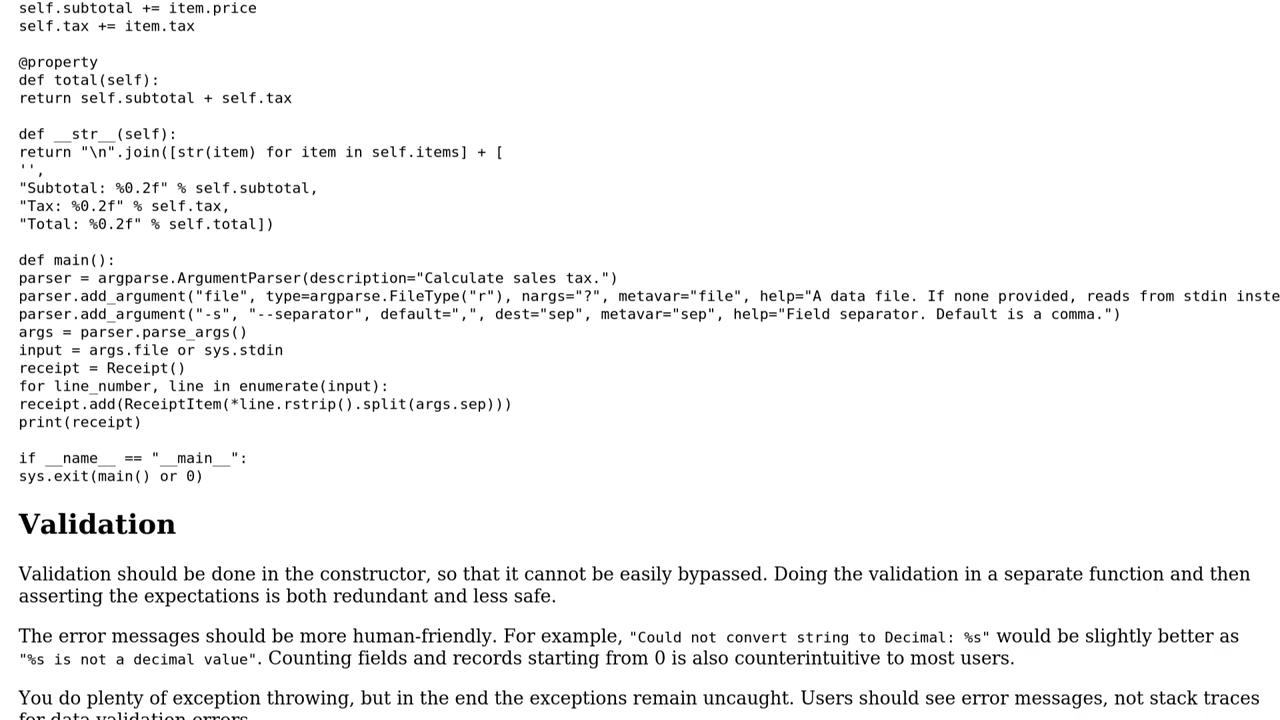 self.subtotal += item.price
self.tax += item.tax
@property
def total(self):
return self.subtotal + self.tax
def __str__(self):
return "\n".join([str(item) for item in self.items] + [
'',
"Subtotal: %0.2f" % self.subtotal,
"Tax: %0.2f" % self.tax,
"Total: %0.2f" % self.total])
def main():
parser = argparse.ArgumentParser(description="Calculate sales tax.")
parser.add_argument("file", type=argparse.FileType("r"), nargs="?", metavar="file", help="A data file. If none provided, reads from stdin inste
parser.add_argument("-s", "--separator", default=",", dest="sep", metavar="sep", help="Field separator. Default is a comma.")
args = parser.parse_args()
input = args.file or sys.stdin
receipt = Receipt()
for line_number, line in enumerate(input):
receipt.add(ReceiptItem(*line.rstrip().split(args.sep)))
print(receipt)
if __name__ == "__main__":
sys.exit(main() or 0)
Validation
Validation should be done in the constructor, so that it cannot be easily bypassed. Doing the validation in a separate function and then
asserting the expectations is both redundant and less safe.
The error messages should be more human-friendly. For example, "Could not convert string to Decimal: %s" would be slightly better as
"%s is not a decimal value". Counting fields and records starting from 0 is also counterintuitive to most users.
You do plenty of exception throwing, but in the end the exceptions remain uncaught. Users should see error messages, not stack traces
for data validation errors.